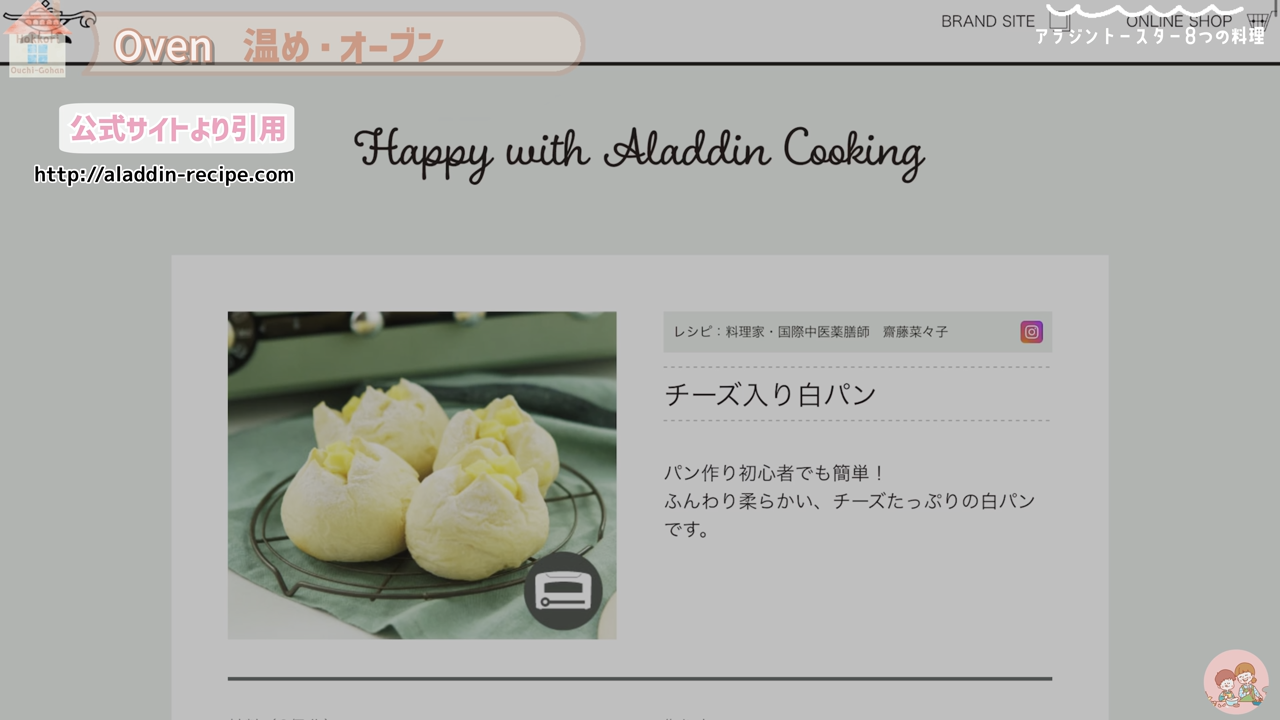 BRAND SITE
ONLINE SHOP
アラジントースター8つの料理
Oven 温め・オーブン
Ouchi-Gohan
公式サイトより引用
http://aladdin-recipe.com
Happy with Aladdin Cooking
レシピ：料理家・国際中医薬膳師 齋藤菜々子
チーズ入り白パン
パン作り初心者でも簡単！
ふんわり柔らかい、チーズたっぷりの白パン
です。